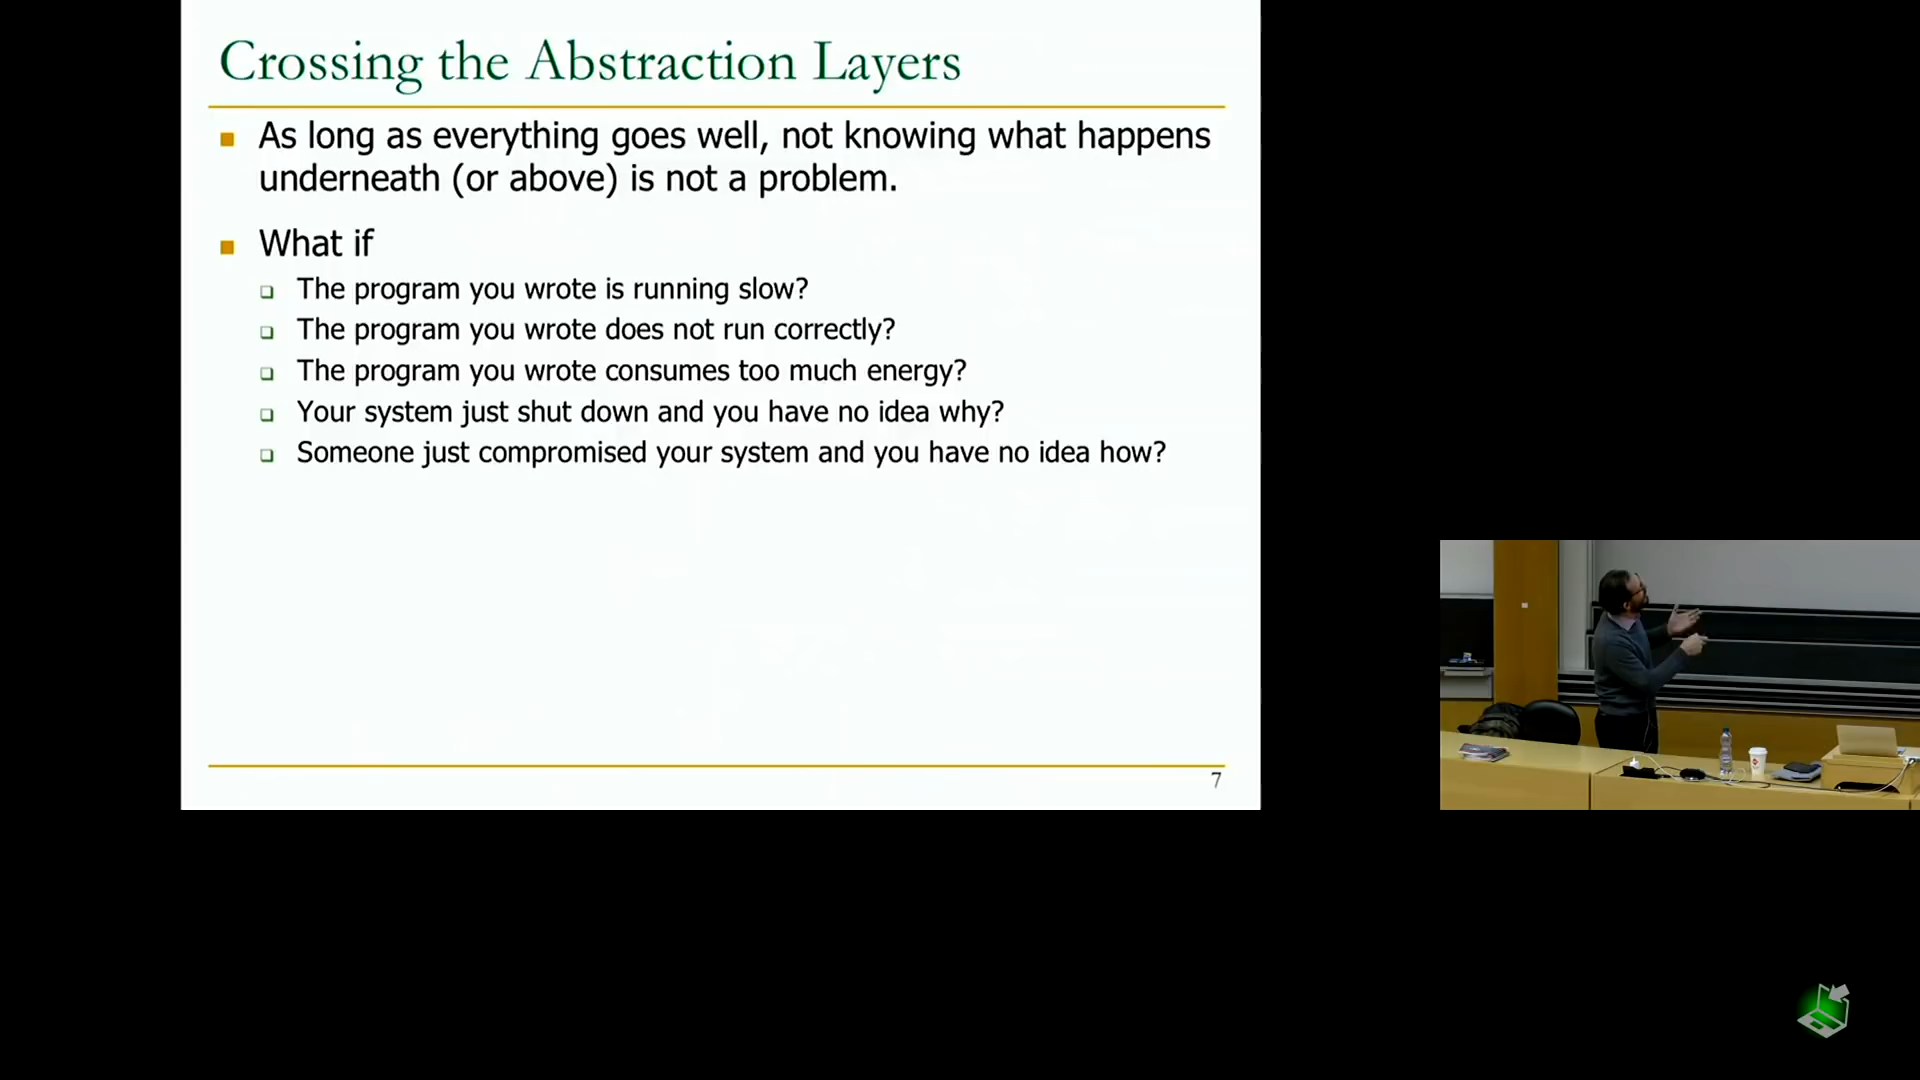 Crossing the Abstraction Layers
As long as everything goes well, not knowing what happens
underneath (or above) is not a problem.
What if
The program you wrote is running slow?
The program you wrote does not run correctly?
The program you wrote consumes too much energy?
Your system just shut down and you have no idea why?
Someone just compromised your system and you have no idea how?
7